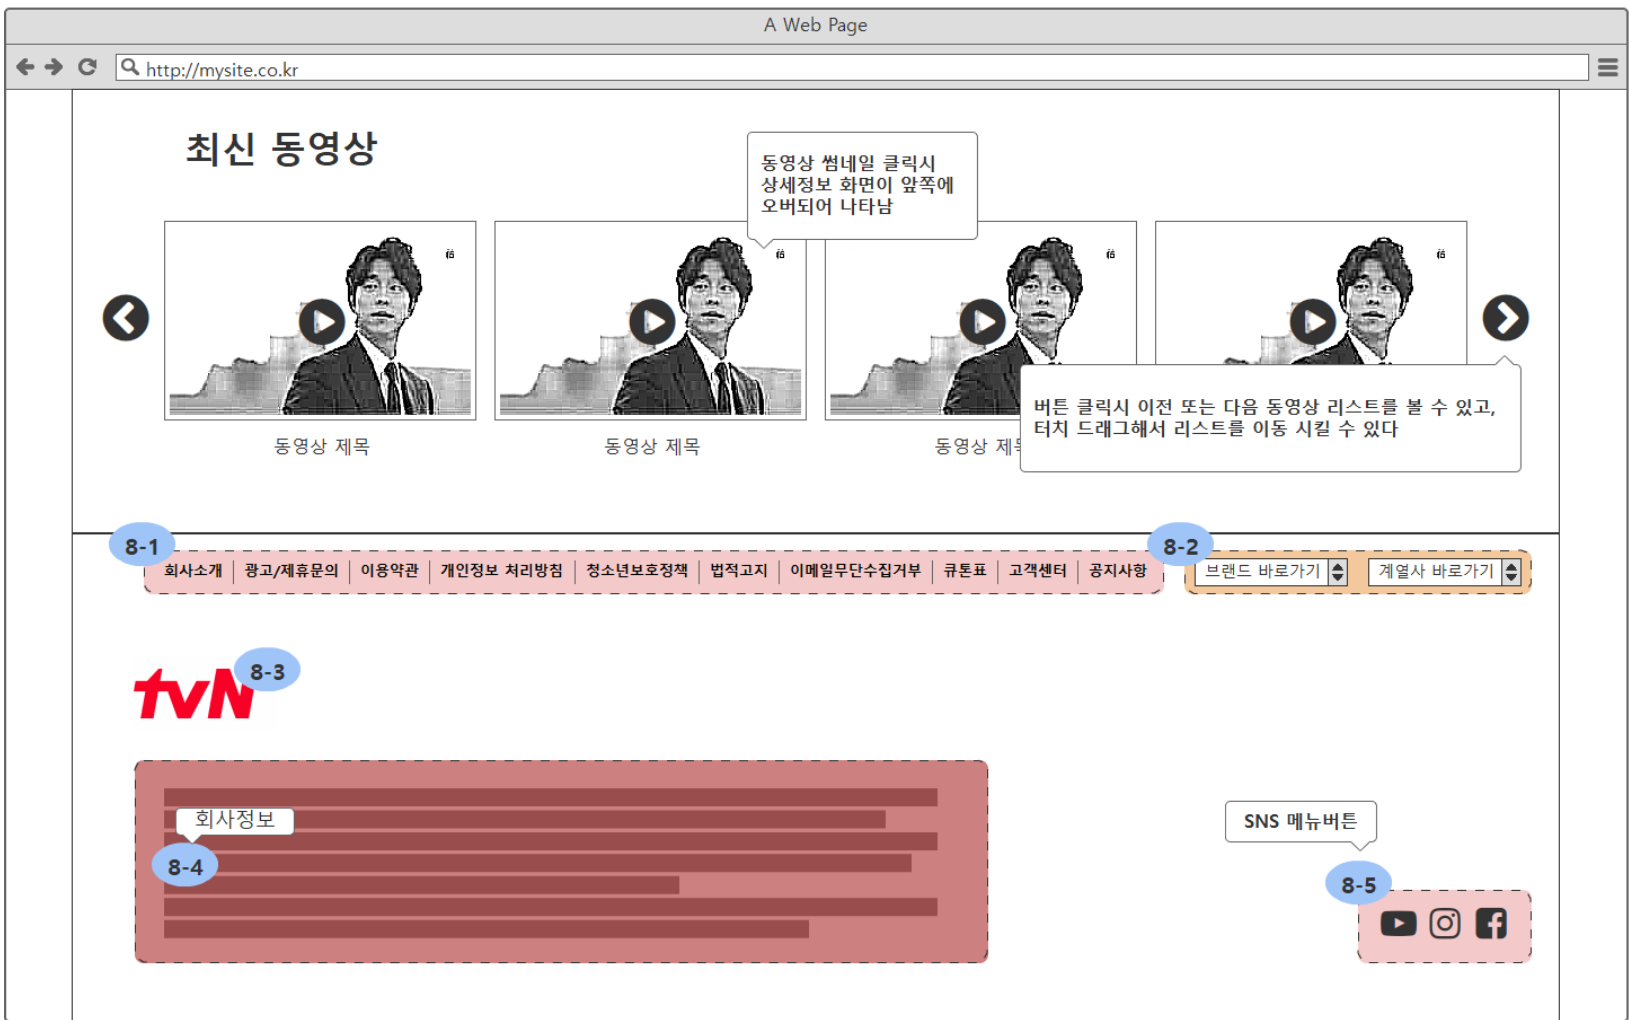 A Web Page
http://mysite.co.kr
최신 동영상
동영상 썸네일 클릭시
상세정보 화면이 앞쪽에
오버되어 나타남
버튼 클릭시 이전 또는 다음 동영상 리스트를 볼 수 있고,
터치 드래그해서 리스트를 이동 시킬 수 있다
동영상 제목
동영상 제목
동영상 제
8-1
8-2
회사소개 | 광고/제휴문의 | 이용약관 | 개인정보 처리방침 | 청소년보호정책 | 법적고지 | 이메일무단수집거부 | 큐톤표 | 고객센터 | 공지사항
브랜드 바로가기
계열사 바로가기
tvN
8-3
회사정보
8-4
SNS 메뉴버튼
8-5